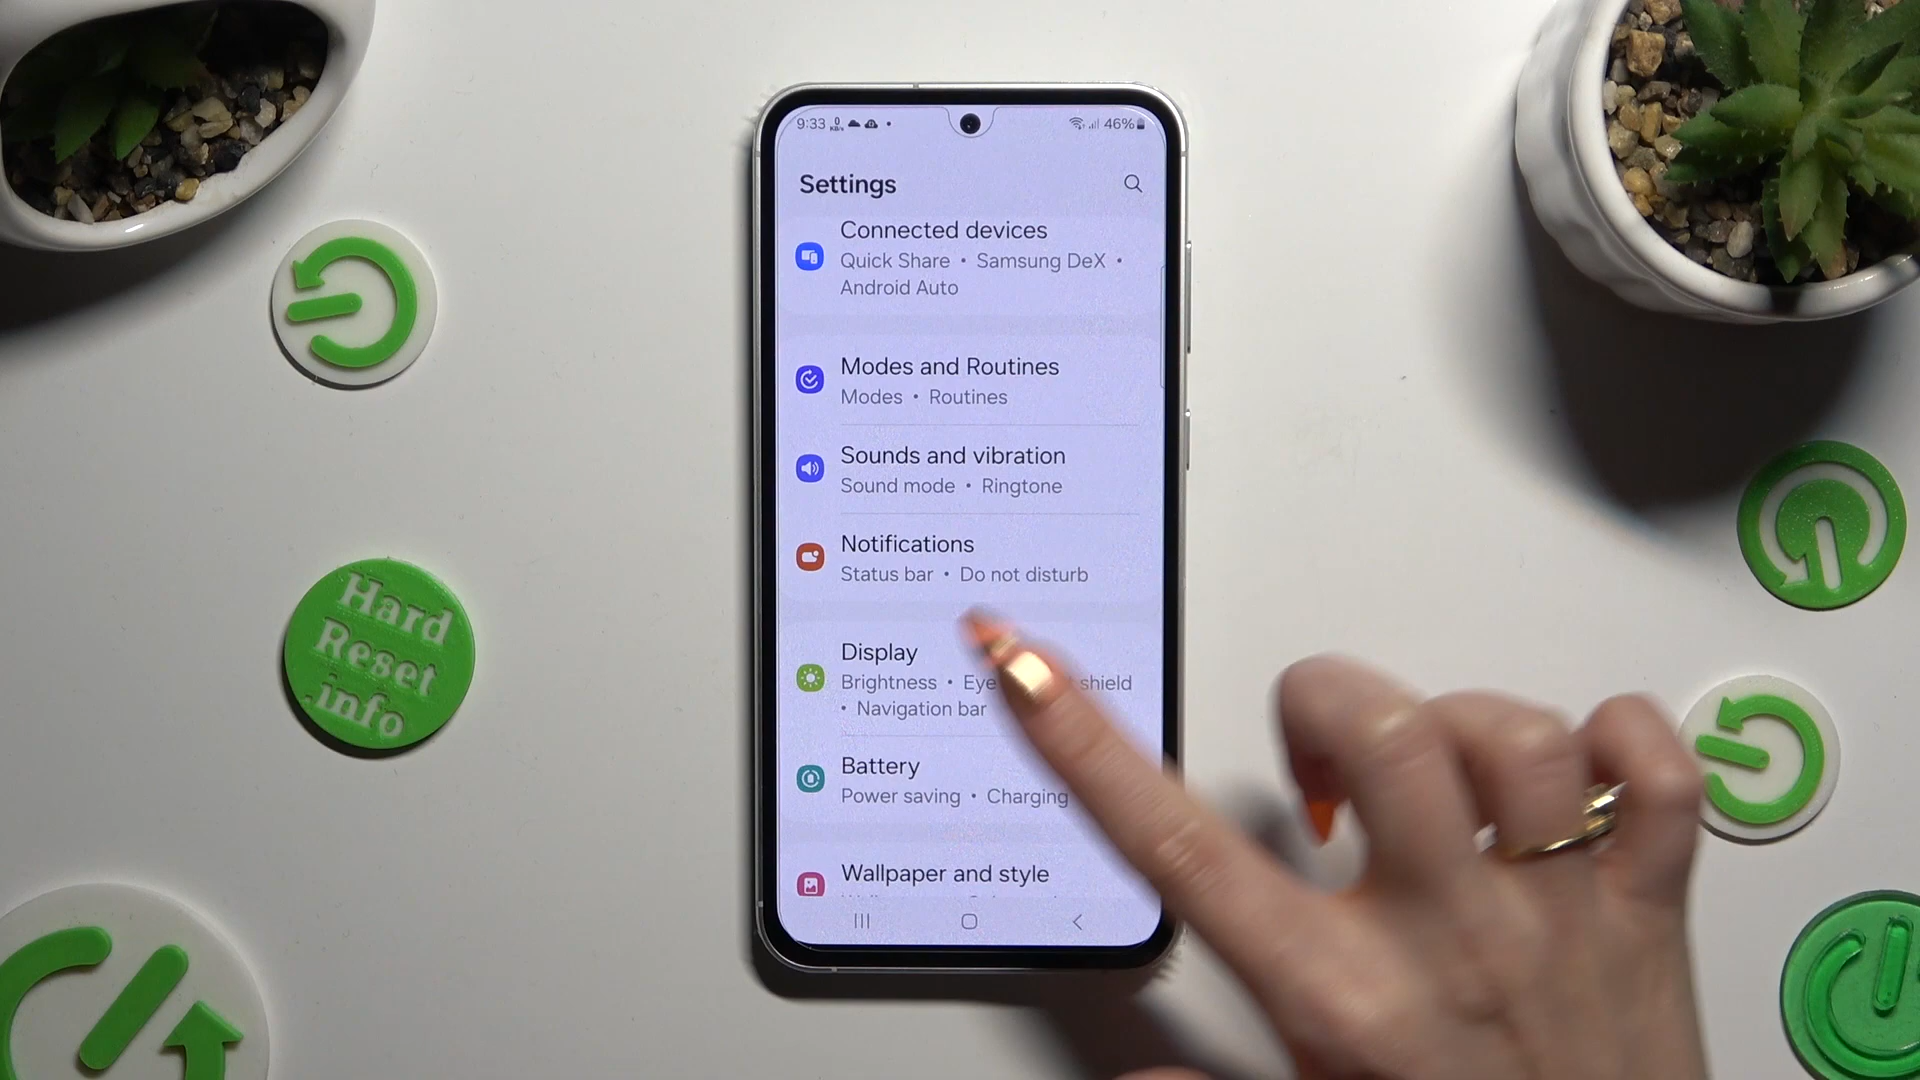 9:33 0 KB/s 46%
Settings
Connected devices
Quick Share • Samsung DeX •
Android Auto
Modes and Routines
Modes • Routines
Sounds and vibration
Sound mode • Ringtone
Notifications
Status bar • Do not disturb
Display
Brightness • Eye shield
• Navigation bar
Battery
Power saving • Charging
Wallpaper and style
Hard
Reset
.info